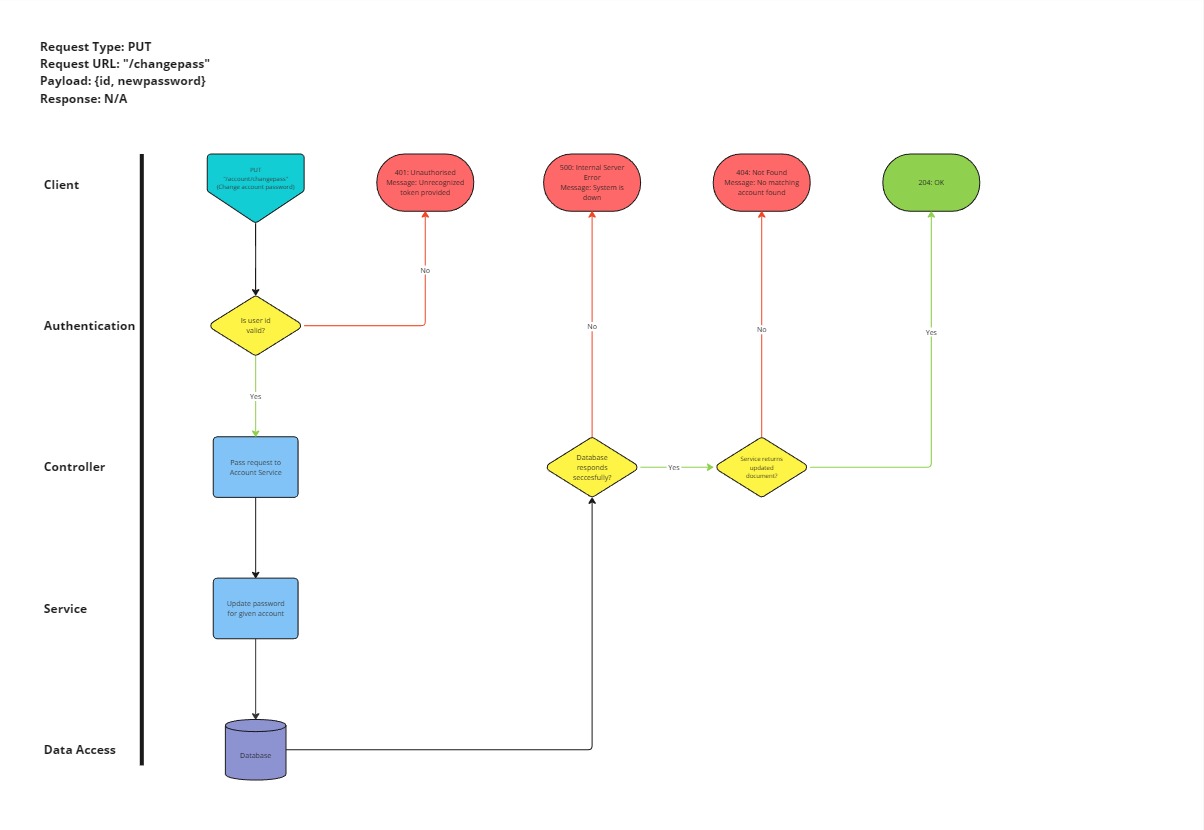 Request Type: PUT
Request URL: "/changepass"
Payload: {id, newpassword}
Response: N/A
Client
PUT
"/account/changepass"
(Change account password)
401: Unauthorised
Message: Unrecognized
token provided
500: Internal Server
Error
Message: System is
down
404: Not Found
Message: No matching
account found
204: OK
No
Authentication
Is user id
valid?
No
No
Yes
Yes
Controller
Pass request to
Account Service
Database
responds
succesfully?
Yes
Service returns
updated
document?
Service
Update password
for given account
Data Access
Database